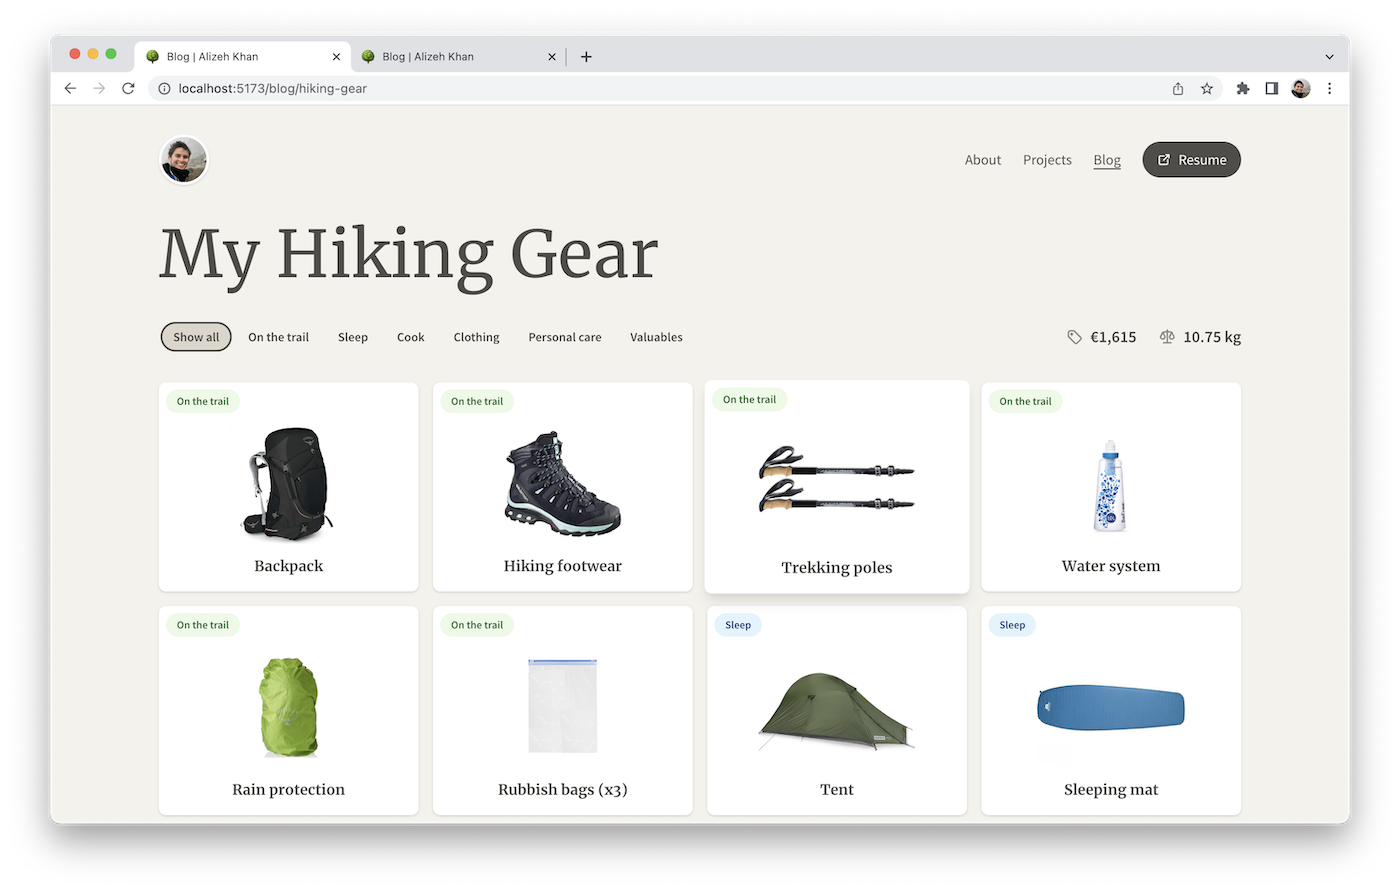 Blog | Alizeh Khan
Blog | Alizeh Khan
localhost:5173/blog/hiking-gear
About Projects Blog Resume
My Hiking Gear
Show all On the trail Sleep Cook Clothing Personal care Valuables €1,615 10.75 kg
On the trail
On the trail
On the trail
On the trail
Backpack
Hiking footwear
Trekking poles
Water system
On the trail
On the trail
Sleep
Sleep
Rain protection
Rubbish bags (x3)
Tent
Sleeping mat